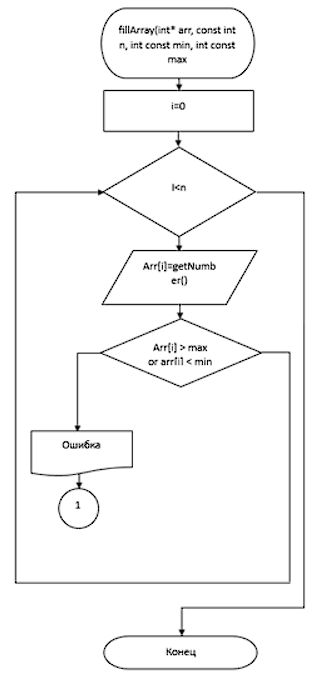 fillArray(int* arr, const int
n, int const min, int const
max
i=0
I<n
Arr[i]=getNumb
er()
Arr[i] > max
or arr[i] < min
Ошибка
1
Конец